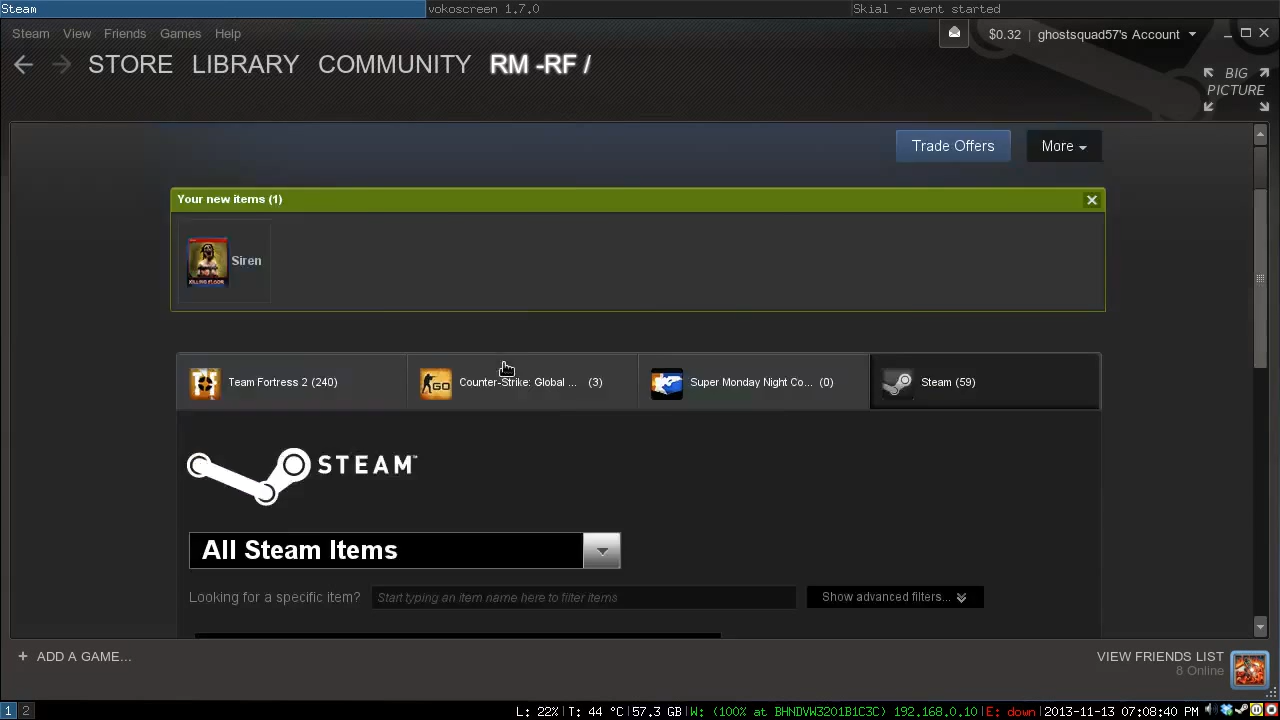 Steam
vokoscreen 1.7.0
Skial - event started
Steam View Friends Games Help
$0.32 | ghostsquad57's Account
STORE LIBRARY COMMUNITY RM -RF /
BIG PICTURE
Trade Offers
More
Your new items (1)
KILLING FLOOR
Siren
Team Fortress 2 (240)
GO
Counter-Strike: Global ... (3)
Super Monday Night Co... (0)
Steam (59)
STEAM™
All Steam Items
Looking for a specific item?
Start typing an item name here to filter items
Show advanced filters...
+ ADD A GAME...
VIEW FRIENDS LIST
8 Online
1 2
L: 22%|T: 44 °C|57.3 GB|W: (100% at BHNDVW3201B1C3C) 192.168.0.10|E: down|2013-11-13 07:08:40 PM